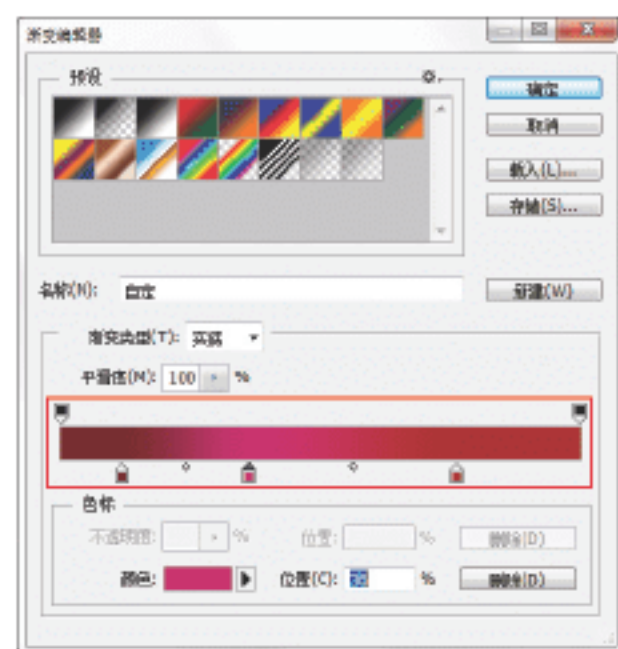 渐变编辑器
预设
确定
取消
载入(L)...
存储(S)...
名称(N): 自定
新建(W)
渐变类型(T): 实底
平滑度(M): 100 %
色标
不透明度: % 位置: % 删除(D)
颜色: 位置(C): %  删除(D)